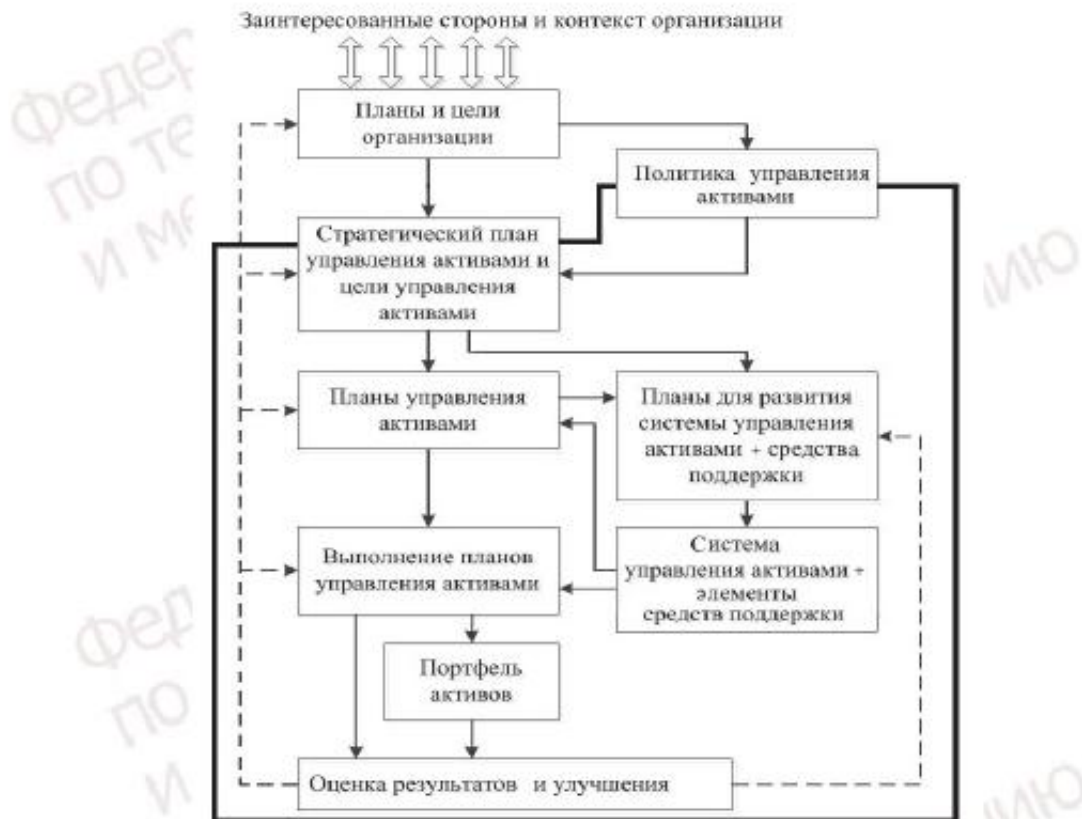 Заинтересованные стороны и контекст организации
Планы и цели
организации
Политика управления
активами
Стратегический план
управления активами и
цели управления
активами
Планы управления
активами
Планы для развития
системы управления
активами + средства
поддержки
Выполнение планов
управления активами
Система
управления активами +
элементы
средств поддержки
Портфель
активов
Оценка результатов и улучшения
по
и
по
и